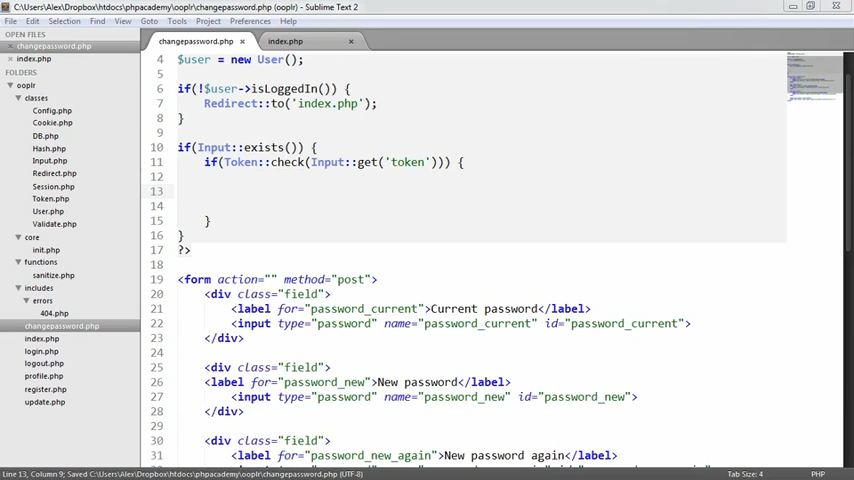 C:\Users\Alex\Dropbox\htdocs\phpacademy\ooplr\changepassword.php (ooplr) - Sublime Text 2
File Edit Selection Find View Goto Tools Project Preferences Help
OPEN FILES
changepassword.php
index.php
FOLDERS
ooplr
classes
Config.php
Cookie.php
DB.php
Hash.php
Input.php
Redirect.php
Session.php
Token.php
User.php
Validate.php
core
init.php
functions
sanitize.php
includes
errors
404.php
changepassword.php
index.php
login.php
logout.php
profile.php
register.php
update.php
changepassword.php index.php
4 $user = new User();
5
6 if(!$user->isLoggedIn()) {
7 Redirect::to('index.php');
8 }
9
10 if(Input::exists()) {
11 if(Token::check(Input::get('token'))) {
12
13
14
15 }
16 }
17 ?>
18
19 <form action="" method="post">
20 <div class="field">
21 <label for="password_current">Current password</label>
22 <input type="password" name="password_current" id="password_current">
23 </div>
24
25 <div class="field">
26 <label for="password_new">New password</label>
27 <input type="password" name="password_new" id="password_new">
28 </div>
29
30 <div class="field">
31 <label for="password_new_again">New password again</label>
Line 13, Column 9; Saved C:\Users\Alex\Dropbox\htdocs\phpacademy\ooplr\changepassword.php (UTF-8) Tab Size: 4 PHP